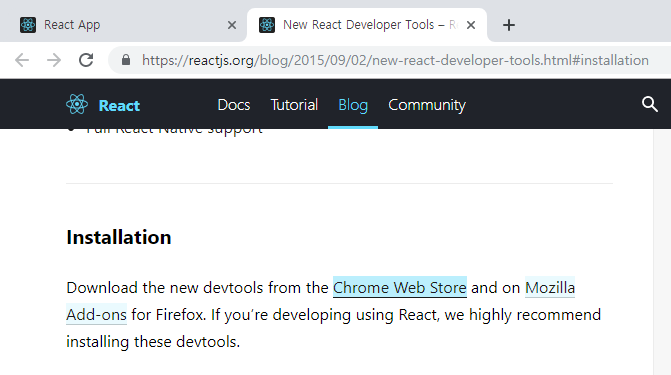 React App
New React Developer Tools – Re
https://reactjs.org/blog/2015/09/02/new-react-developer-tools.html#installation
React Docs Tutorial Blog Community
Full React Native support
Installation
Download the new devtools from the Chrome Web Store and on Mozilla
Add-ons for Firefox. If you're developing using React, we highly recommend
installing these devtools.